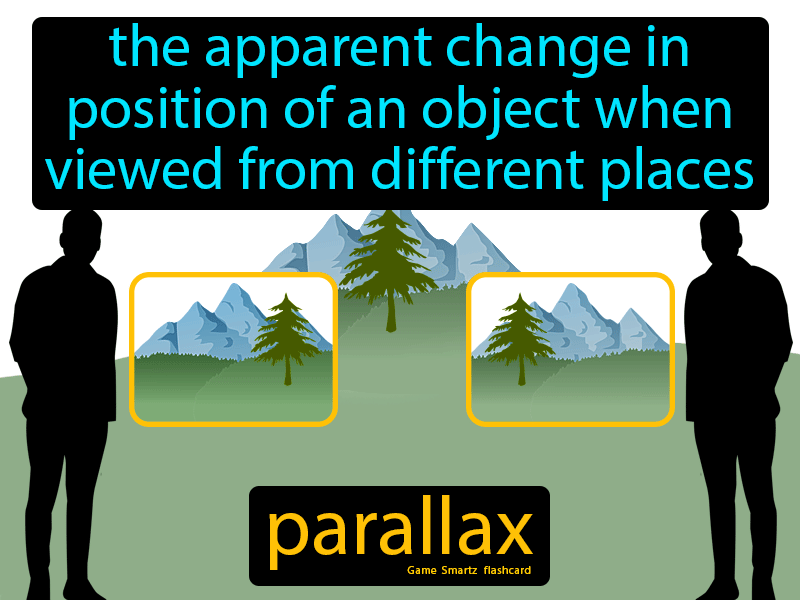 the apparent change in
position of an object when
viewed from different places
parallax
Game Smartz flashcard